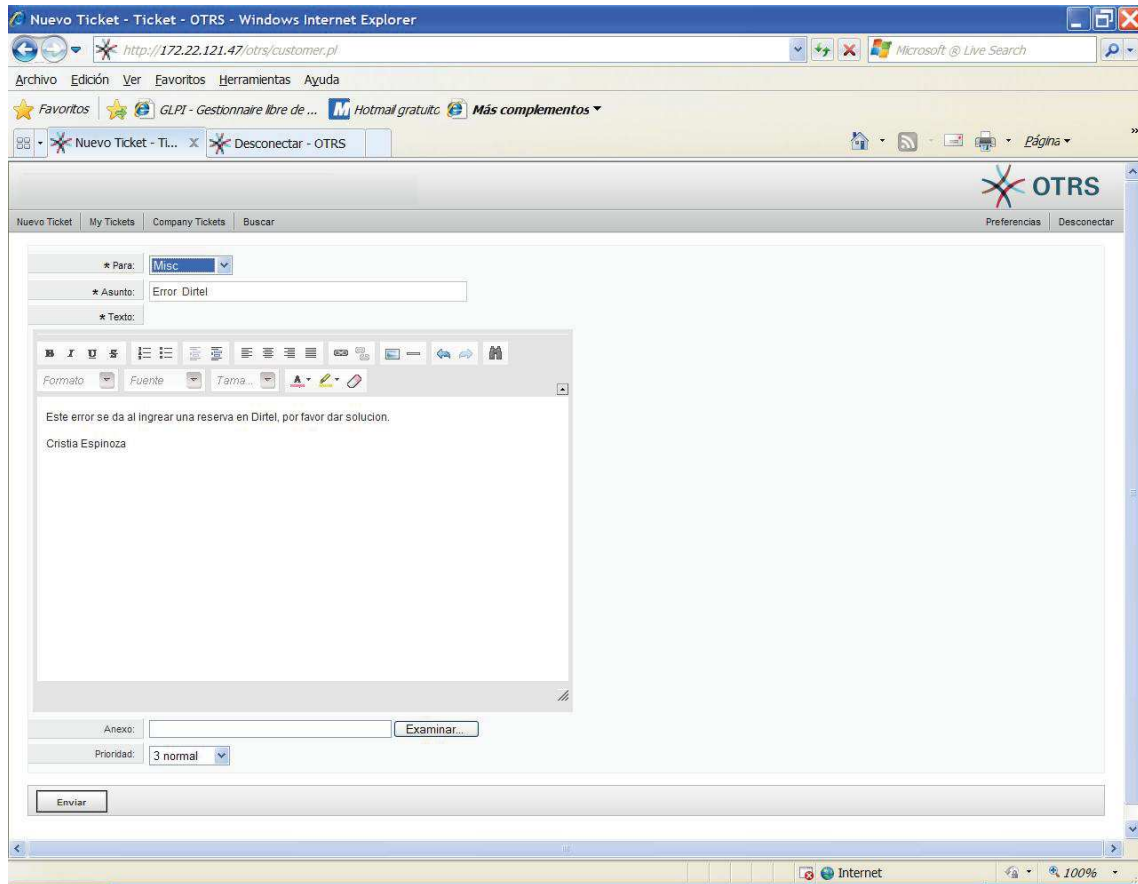 Nuevo Ticket - Ticket - OTRS - Windows Internet Explorer
http://172.22.121.47/otrs/customer.pl
Microsoft ® Live Search
Archivo Edición Ver Favoritos Herramientas Ayuda
Favoritos GLPI - Gestionnaire libre de ... Hotmail gratuito Más complementos
Nuevo Ticket - Ti... X Desconectar - OTRS Página »
OTRS
Nuevo Ticket My Tickets Company Tickets Buscar Preferencias Desconectar
* Para: Misc
* Asunto: Error Dirtel
* Texto:
B I U S
Formato Fuente Tama... A
Este error se da al ingrear una reserva en Dirtel, por favor dar solucion.
Cristia Espinoza
Anexo: Examinar...
Prioridad: 3 normal
Enviar
Internet 100%